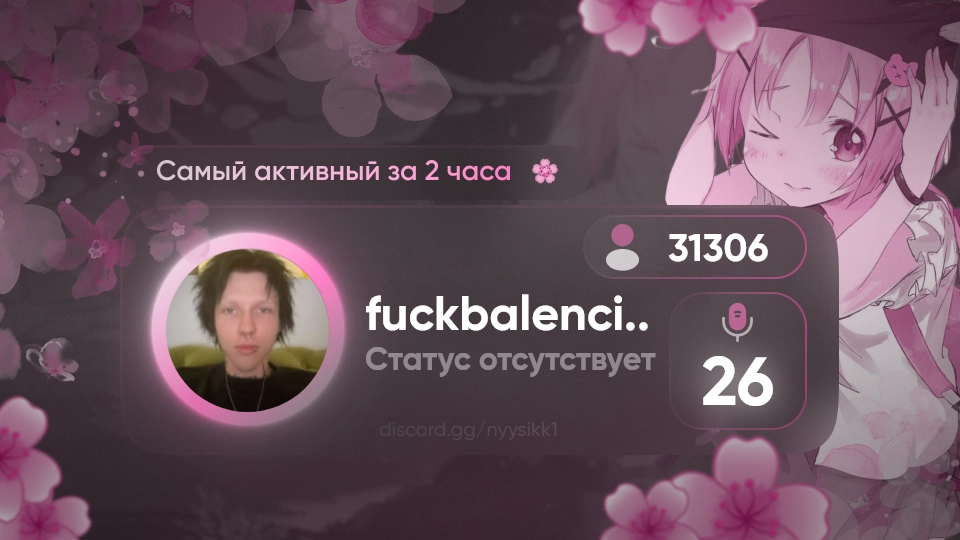 Самый активный за 2 часа
31306
fuckbalenci..
Статус отсутствует
26
discord.gg/nyysikk1